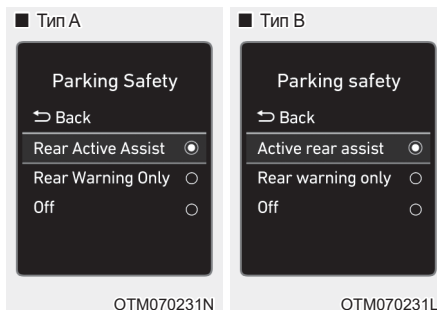 ■ Тип A
Parking Safety
Back
Rear Active Assist
Rear Warning Only
Off
OTM070231N
■ Тип B
Parking safety
Back
Active rear assist
Rear warning only
Off
OTM070231L